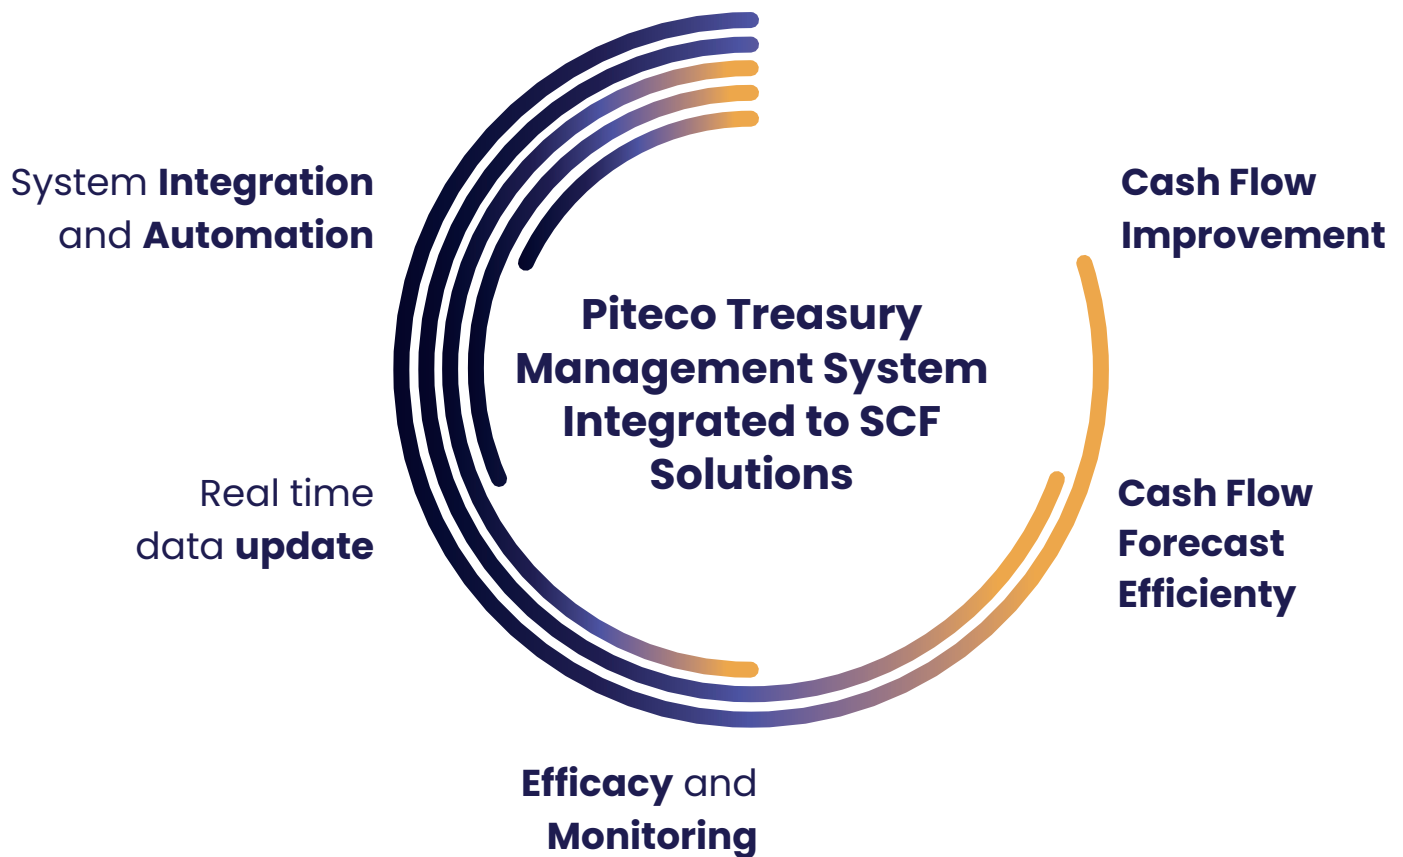 System Integration
and Automation
Cash Flow
Improvement
Piteco Treasury
Management System
Integrated to SCF
Solutions
Real time
data update
Cash Flow
Forecast
Efficienty
Efficacy and
Monitoring